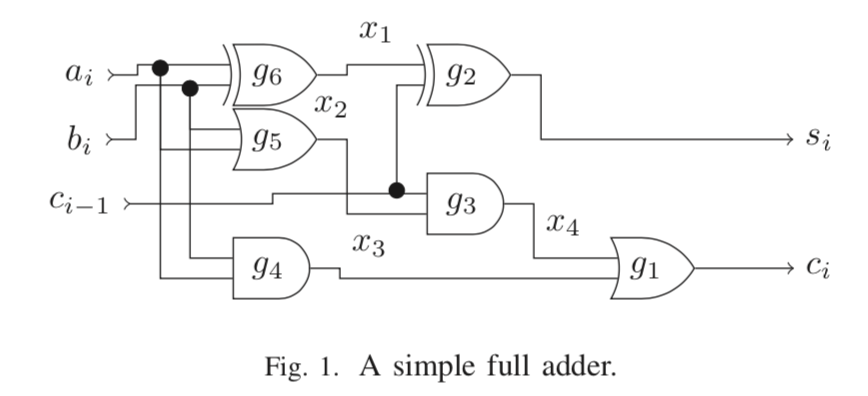 x₁
aᵢ
g₆
g₂
x₂
bᵢ
g₅
sᵢ
cᵢ₋₁
g₃
x₄
x₃
g₄
g₁
cᵢ
Fig. 1. A simple full adder.